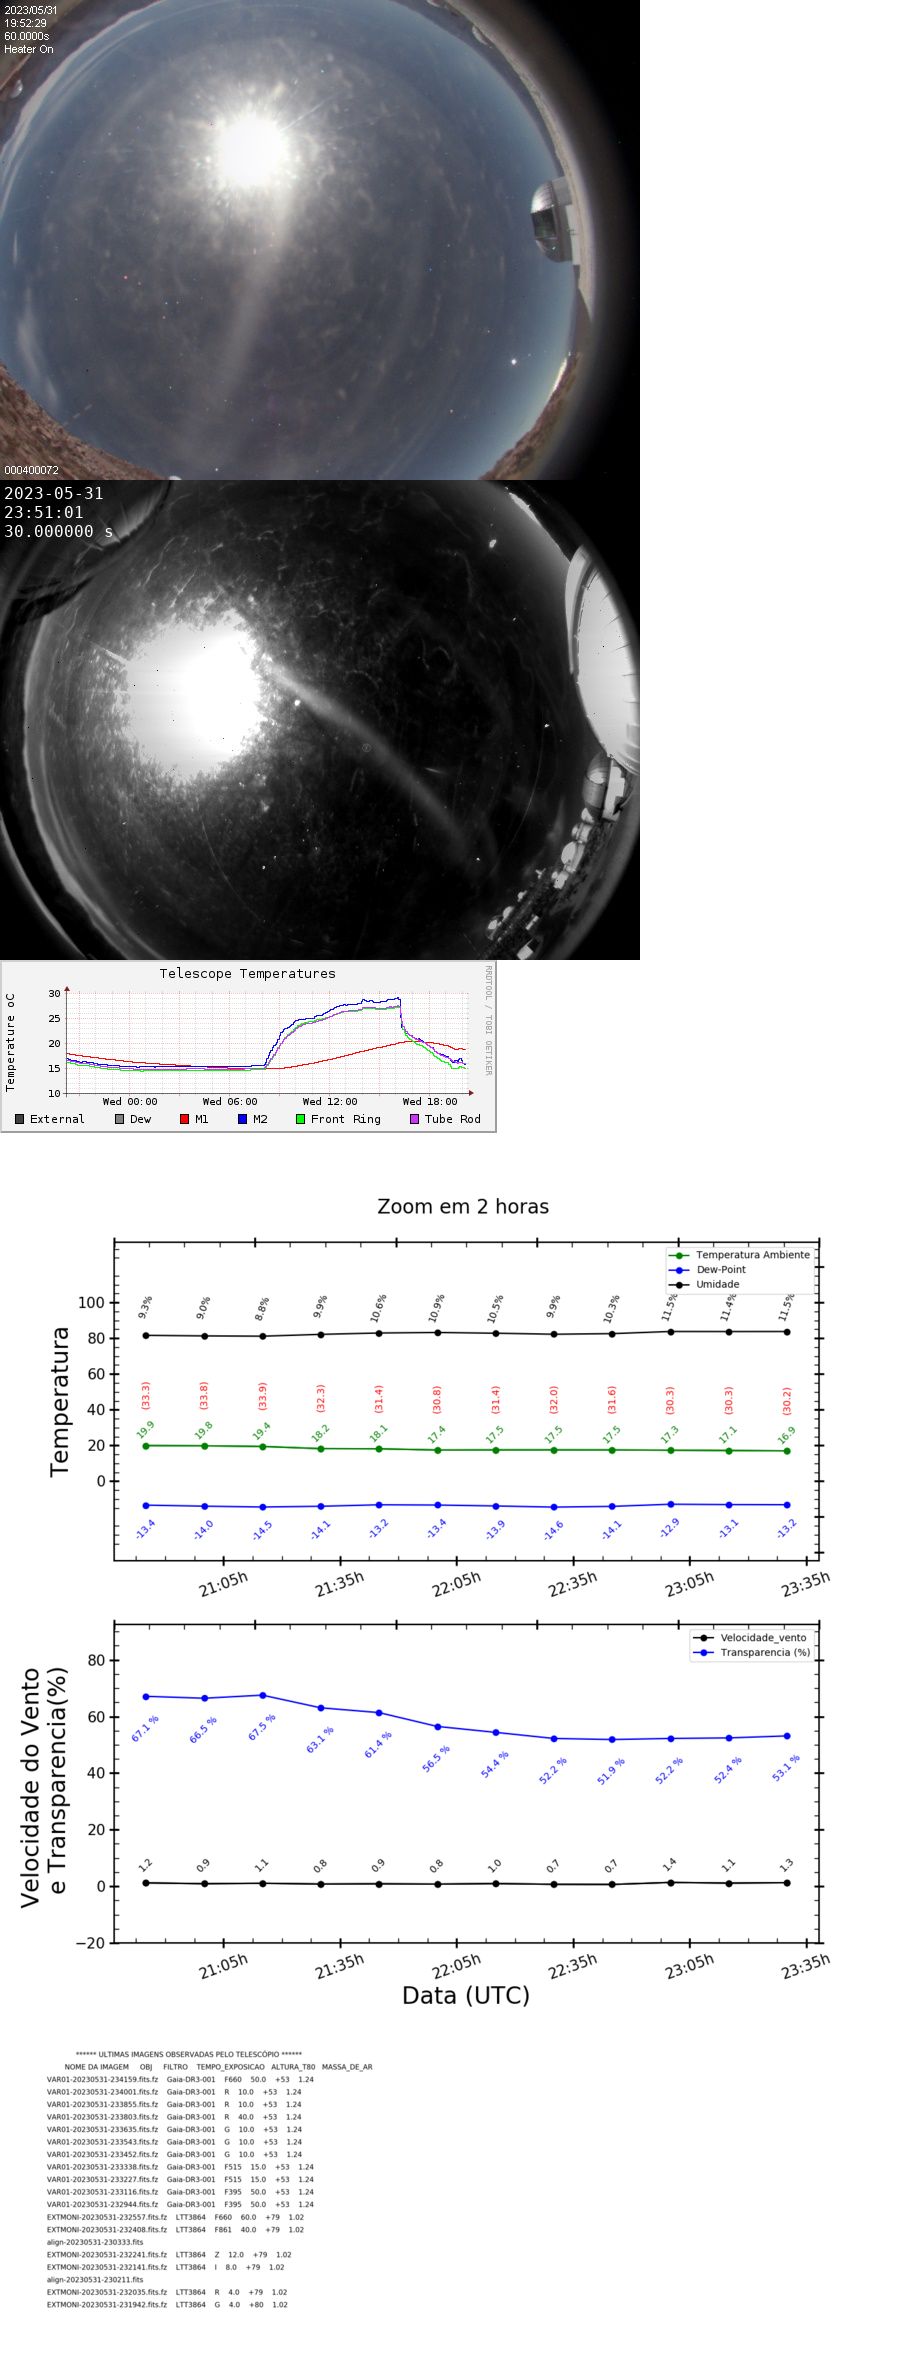 2023/05/31
19:52:29
60.0000s
Heater On
000400072
2023-05-31
23:51:01
30.000000 s
Telescope Temperatures
RRDTOOL / TOBI OETIKER
Temperature oC
30
25
20
15
10
Wed 00:00 Wed 06:00 Wed 12:00 Wed 18:00
External Dew M1 M2 Front Ring Tube Rod
Zoom em 2 horas
Temperatura Ambiente
Dew-Point
Umidade
Temperatura
100
80
60
40
20
0
9.3% 9.0% 8.8% 9.9% 10.6% 10.9% 10.5% 9.9% 10.3% 11.5% 11.4% 11.5%
(33.3) (33.8) (33.9) (32.3) (31.4) (30.8) (31.4) (32.0) (31.6) (30.3) (30.3) (30.2)
19.9 19.8 19.4 18.2 18.1 17.4 17.5 17.5 17.5 17.3 17.1 16.9
-13.4 -14.0 -14.5 -14.1 -13.2 -13.4 -13.9 -14.6 -14.1 -12.9 -13.1 -13.2
21:05h 21:35h 22:05h 22:35h 23:05h 23:35h
Velocidade_vento
Transparencia (%)
Velocidade do Vento
e Transparencia(%)
80
60
40
20
0
−20
67.1 % 66.5 % 67.5 % 63.1 % 61.4 % 56.5 % 54.4 % 52.2 % 51.9 % 52.2 % 52.4 % 53.1 %
1.2 0.9 1.1 0.8 0.9 0.8 1.0 0.7 0.7 1.4 1.1 1.3
21:05h 21:35h 22:05h 22:35h 23:05h 23:35h
Data (UTC)
****** ULTIMAS IMAGENS OBSERVADAS PELO TELESCÓPIO ******
NOME DA IMAGEM OBJ FILTRO TEMPO_EXPOSICAO ALTURA_T80 MASSA_DE_AR
VAR01-20230531-234159.fits.fz Gaia-DR3-001 F660 50.0 +53 1.24
VAR01-20230531-234001.fits.fz Gaia-DR3-001 R 10.0 +53 1.24
VAR01-20230531-233855.fits.fz Gaia-DR3-001 R 10.0 +53 1.24
VAR01-20230531-233803.fits.fz Gaia-DR3-001 R 40.0 +53 1.24
VAR01-20230531-233635.fits.fz Gaia-DR3-001 G 10.0 +53 1.24
VAR01-20230531-233543.fits.fz Gaia-DR3-001 G 10.0 +53 1.24
VAR01-20230531-233452.fits.fz Gaia-DR3-001 G 10.0 +53 1.24
VAR01-20230531-233338.fits.fz Gaia-DR3-001 F515 15.0 +53 1.24
VAR01-20230531-233227.fits.fz Gaia-DR3-001 F515 15.0 +53 1.24
VAR01-20230531-233116.fits.fz Gaia-DR3-001 F395 50.0 +53 1.24
VAR01-20230531-232944.fits.fz Gaia-DR3-001 F395 50.0 +53 1.24
EXTMONI-20230531-232557.fits.fz LTT3864 F660 60.0 +79 1.02
EXTMONI-20230531-232408.fits.fz LTT3864 F861 40.0 +79 1.02
align-20230531-230333.fits
EXTMONI-20230531-232241.fits.fz LTT3864 Z 12.0 +79 1.02
EXTMONI-20230531-232141.fits.fz LTT3864 I 8.0 +79 1.02
align-20230531-230211.fits
EXTMONI-20230531-232035.fits.fz LTT3864 R 4.0 +79 1.02
EXTMONI-20230531-231942.fits.fz LTT3864 G 4.0 +80 1.02